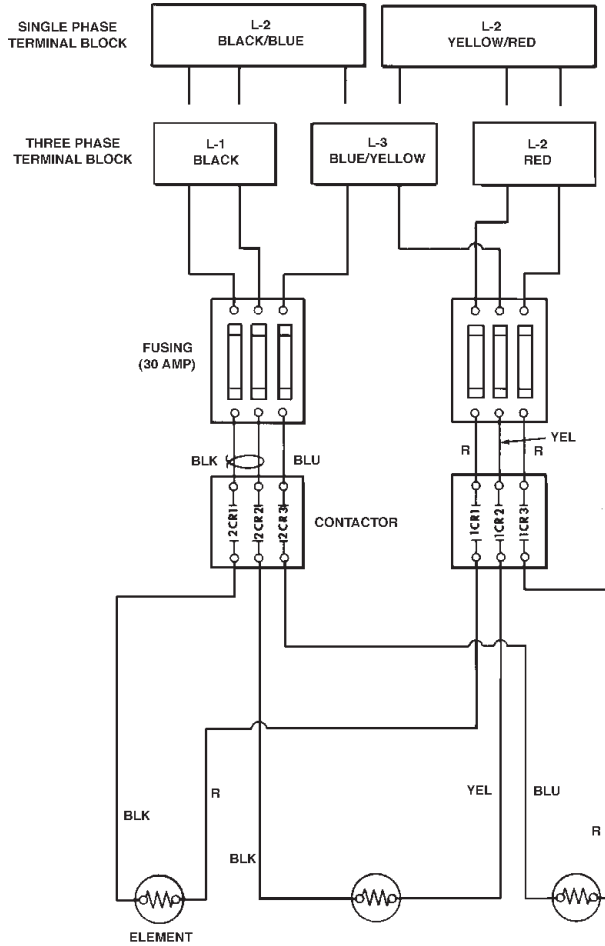 SINGLE PHASE
TERMINAL BLOCK
L-2
BLACK/BLUE
L-2
YELLOW/RED
THREE PHASE
TERMINAL BLOCK
L-1
BLACK
L-3
BLUE/YELLOW
L-2
RED
FUSING
(30 AMP)
BLK
BLU
R
YEL
R
2CR1
2CR2
2CR3
CONTACTOR
1CR1
1CR2
1CR3
BLK
R
BLK
YEL
BLU
R
ELEMENT